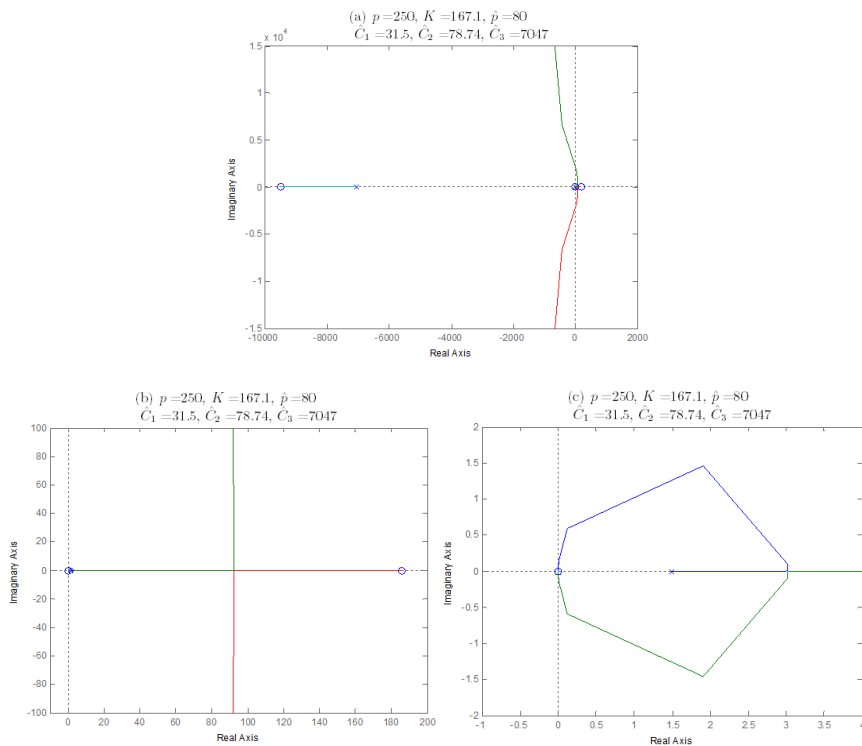 (a) p =250, K =167.1, p̂ =80
Ĉ₁ =31.5, Ĉ₂ =78.74, Ĉ₃ =7047
x 10⁴
1.5
1
0.5
0
-0.5
-1
-1.5
Imaginary Axis
-10000 -8000 -6000 -4000 -2000 0 2000
Real Axis
(b) p =250, K =167.1, p̂ =80
Ĉ₁ =31.5, Ĉ₂ =78.74, Ĉ₃ =7047
100
80
60
40
20
0
-20
-40
-60
-80
-100
Imaginary Axis
0 20 40 60 80 100 120 140 160 180 200
Real Axis
(c) p =250, K =167.1, p̂ =80
Ĉ₁ =31.5, Ĉ₂ =78.74, Ĉ₃ =7047
2
1.5
1
0.5
0
-0.5
-1
-1.5
-2
Imaginary Axis
-1 -0.5 0 0.5 1 1.5 2 2.5 3 3.5 4
Real Axis